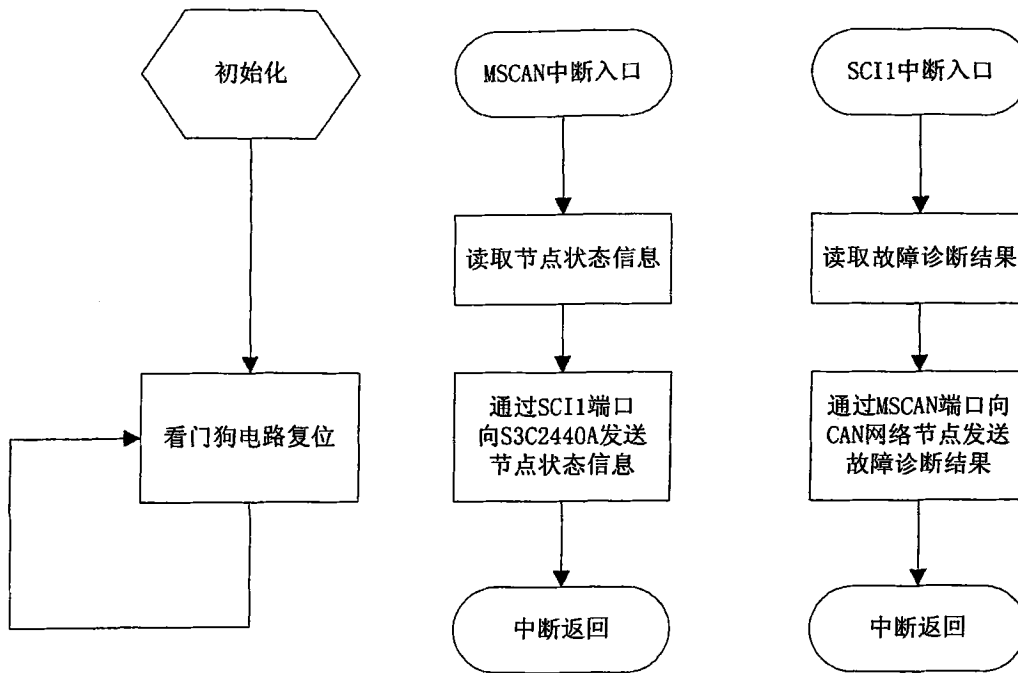 初始化
看门狗电路复位
MSCAN中断入口
读取节点状态信息
通过SCI1端口
向S3C2440A发送
节点状态信息
中断返回
SCI1中断入口
读取故障诊断结果
通过MSCAN端口向
CAN网络节点发送
故障诊断结果
中断返回